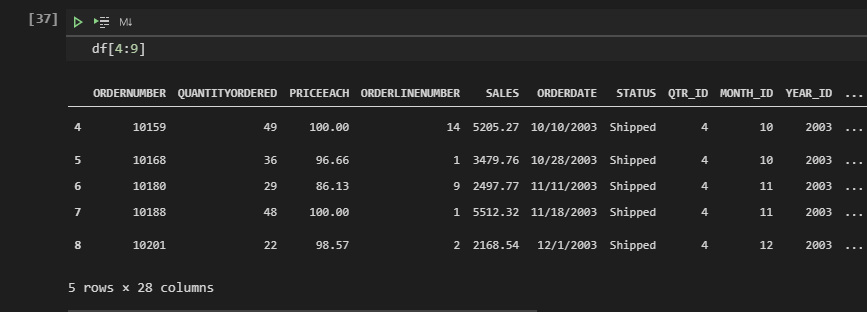 [37]
M↓
df[4:9]
ORDERNUMBER QUANTITYORDERED PRICEEACH ORDERLINENUMBER SALES ORDERDATE STATUS QTR_ID MONTH_ID YEAR_ID ...
4 10159 49 100.00 14 5205.27 10/10/2003 Shipped 4 10 2003 ...
5 10168 36 96.66 1 3479.76 10/28/2003 Shipped 4 10 2003 ...
6 10180 29 86.13 9 2497.77 11/11/2003 Shipped 4 11 2003 ...
7 10188 48 100.00 1 5512.32 11/18/2003 Shipped 4 11 2003 ...
8 10201 22 98.57 2 2168.54 12/1/2003 Shipped 4 12 2003 ...
5 rows × 28 columns